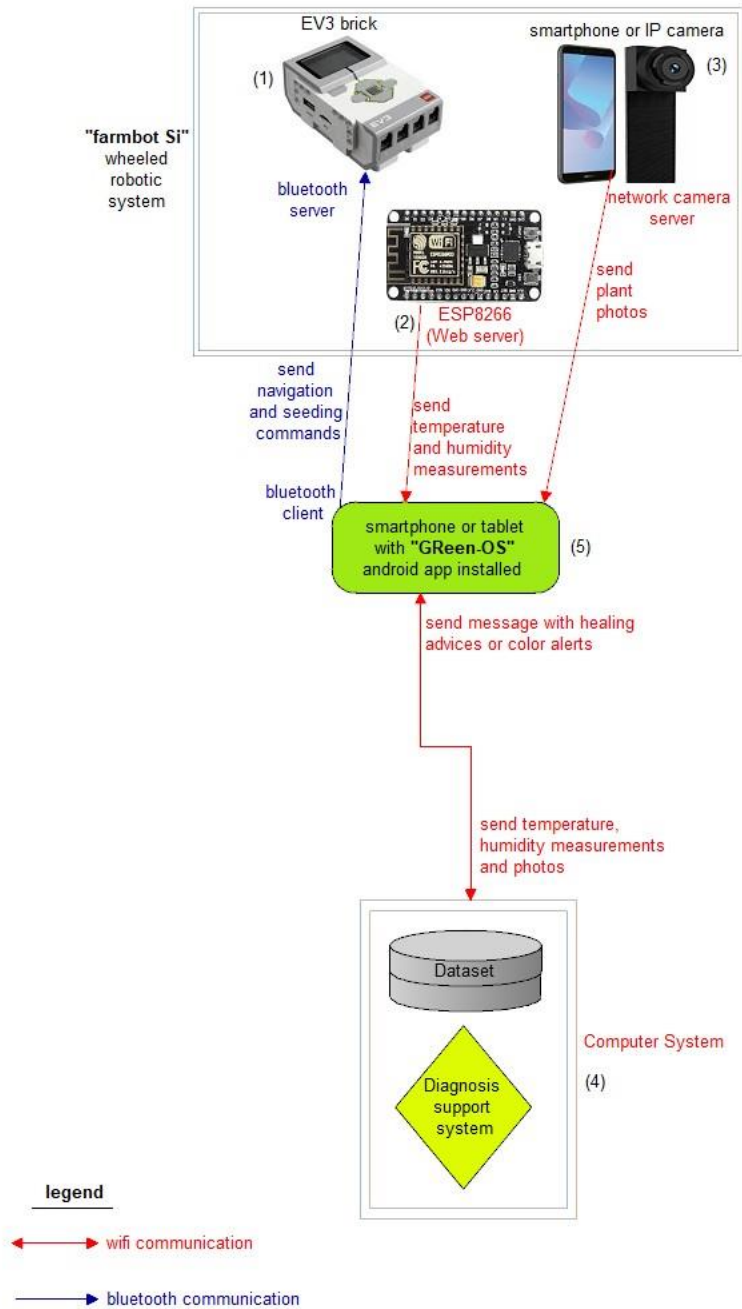 EV3 brick
smartphone or IP camera
(1)
(3)
EV3
"farmbot Si"
wheeled
robotic
system
bluetooth
server
network camera
server
WiFi
send
plant
photos
(2)
ESP8266
(Web server)
send
navigation
and seeding
commands
send
temperature
and humidity
measurements
bluetooth
client
smartphone or tablet
with "GReen-OS"
android app installed
(5)
send message with healing
advices or color alerts
send temperature,
humidity measurements
and photos
Dataset
Computer System
(4)
Diagnosis
support
system
legend
wifi communication
bluetooth communication